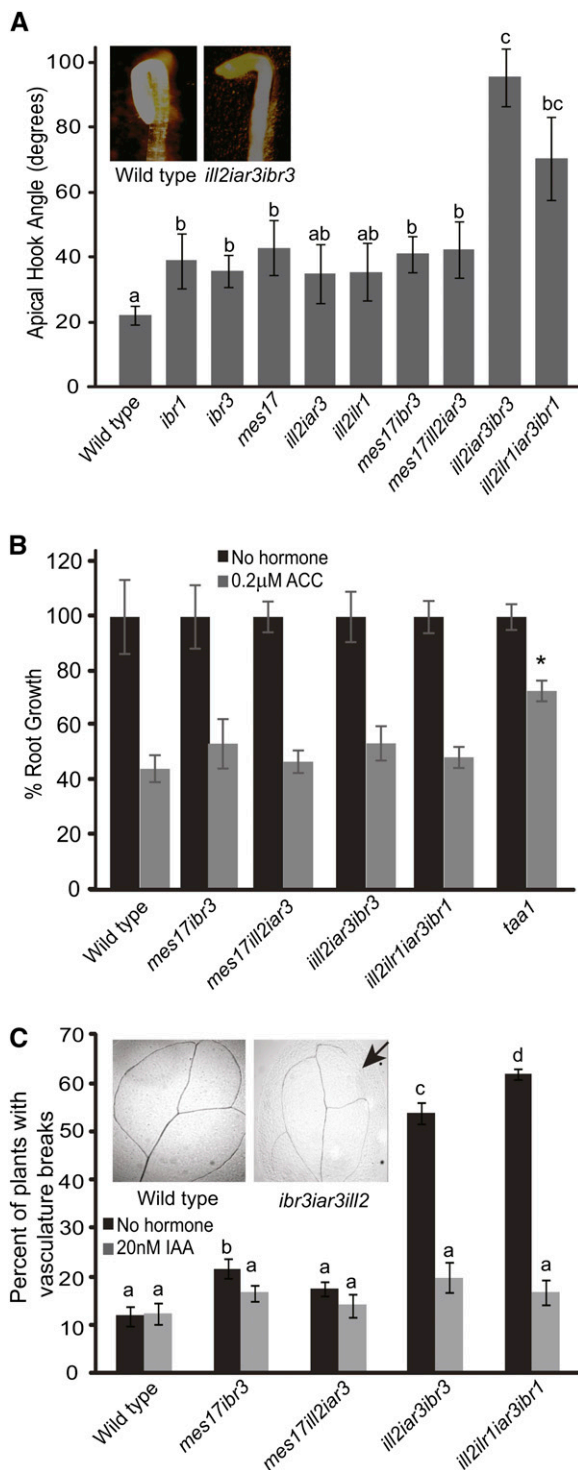 A
Apical Hook Angle (degrees)
100
80
60
40
20
0
Wild type
ill2iar3ibr3
a
b
b
b
ab
ab
b
b
c
bc
Wild type
ibr1
ibr3
mes17
ill2iar3
ill2ilr1
mes17ibr3
mes17ill2iar3
ill2iar3ibr3
ill2ilr1iar3ibr1
B
% Root Growth
120
100
80
60
40
20
0
No hormone
0.2µM ACC
*
Wild type
mes17ibr3
mes17ill2iar3
iill2iar3ibr3
ill2ilr1iar3ibr1
taa1
C
Percent of plants with
vasculature breaks
70
60
50
40
30
20
10
0
Wild type
ibr3iar3ill2
No hormone
20nM IAA
a
a
b
a
a
a
c
a
d
a
Wild type
mes17ibr3
mes17ill2iar3
ill2iar3ibr3
ill2ilr1iar3ibr1